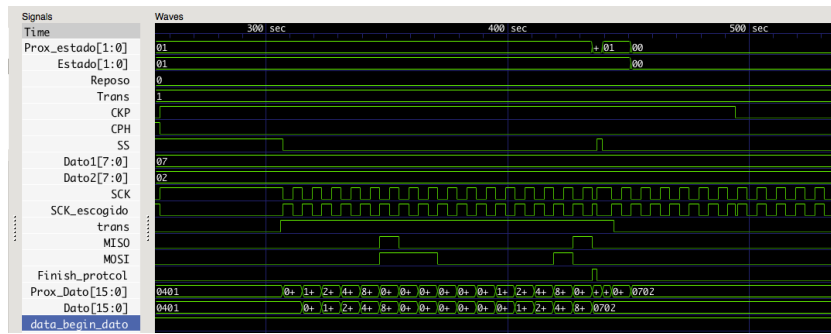 Signals Waves
Time 300 sec 400 sec 500 sec
Prox_estado[1:0] 01 + 01 00
Estado[1:0] 01 00
Reposo 0
Trans 1
CKP
CPH
SS
Dato1[7:0] 07
Dato2[7:0] 02
SCK
SCK_escogido
trans
MISO
MOSI
Finish_protcol
Prox_Dato[15:0] 0401 0+ 1+ 2+ 4+ 8+ 0+ 0+ 0+ 0+ 0+ 0+ 1+ 2+ 4+ 8+ 0+ + + 0+ 0702
Dato[15:0] 0401 0+ 1+ 2+ 4+ 8+ 0+ 0+ 0+ 0+ 0+ 0+ 1+ 2+ 4+ 8+ 0702
data_begin_dato